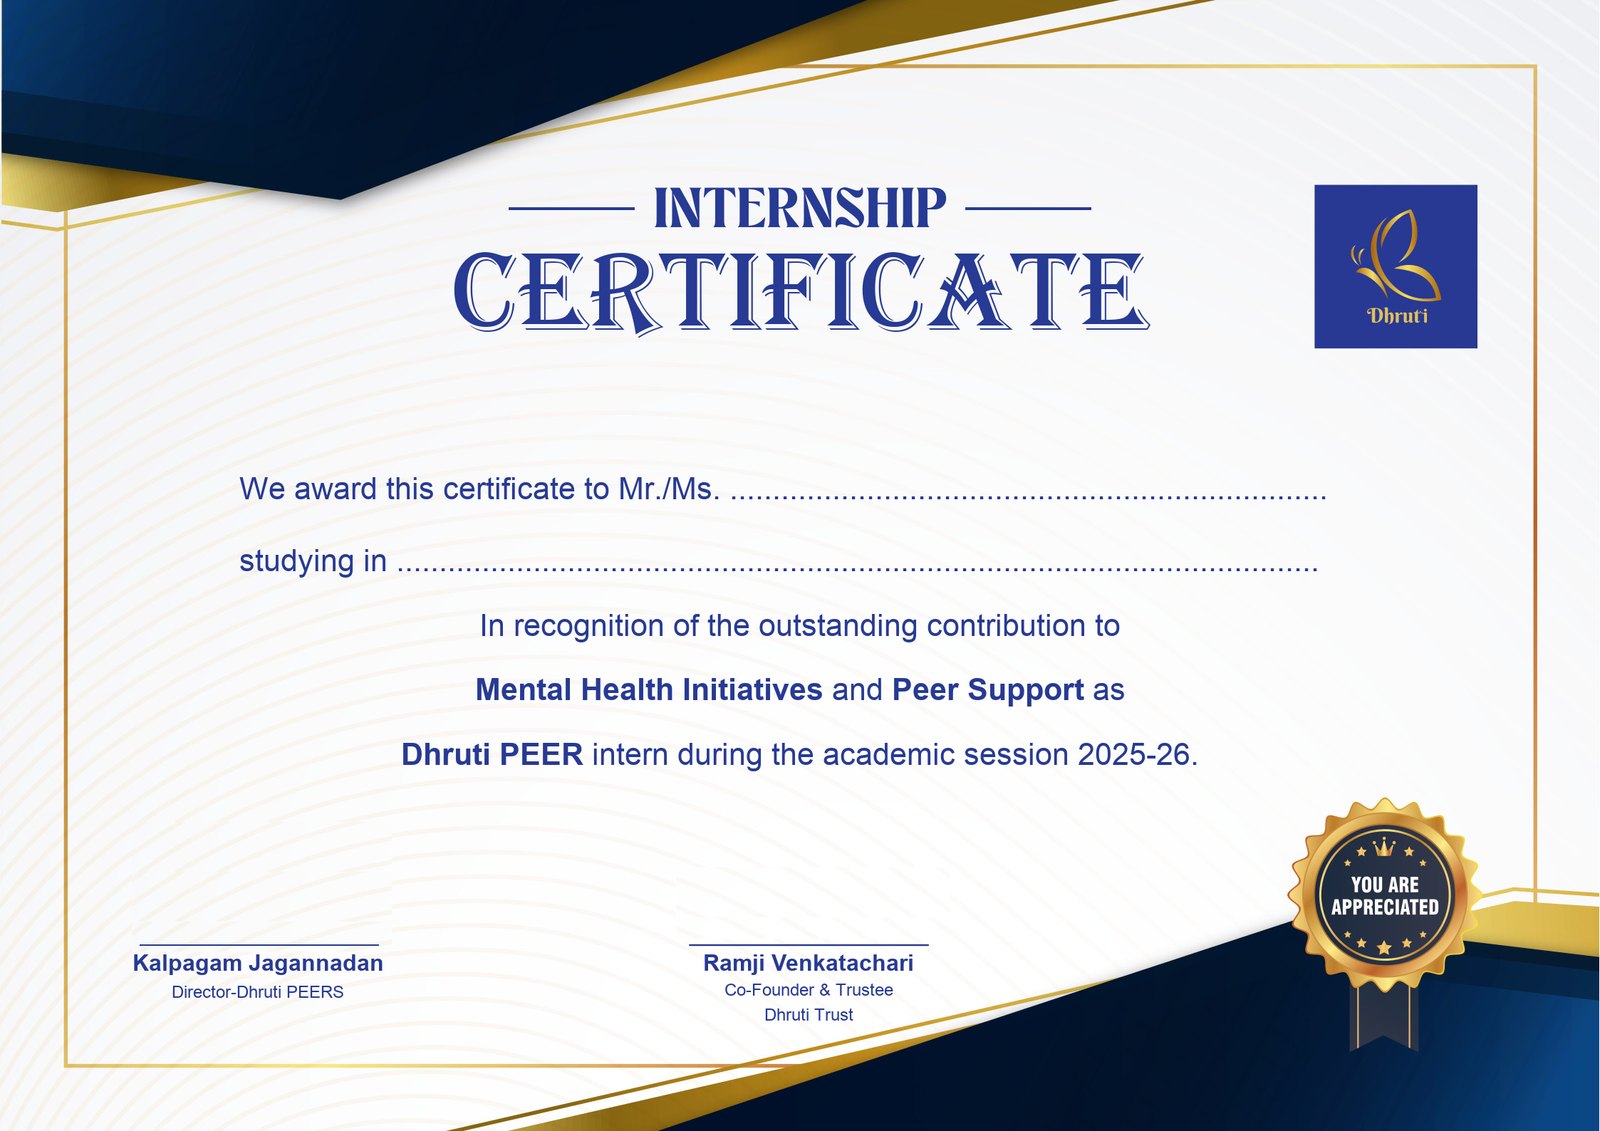 INTERNSHIP
CERTIFICATE
Dhruti
We award this certificate to Mr./Ms. ......................................................................
studying in ............................................................................................................
In recognition of the outstanding contribution to
Mental Health Initiatives and Peer Support as
Dhruti PEER intern during the academic session 2025-26.
YOU ARE
APPRECIATED
Kalpagam Jagannadan
Director-Dhruti PEERS
Ramji Venkatachari
Co-Founder & Trustee
Dhruti Trust